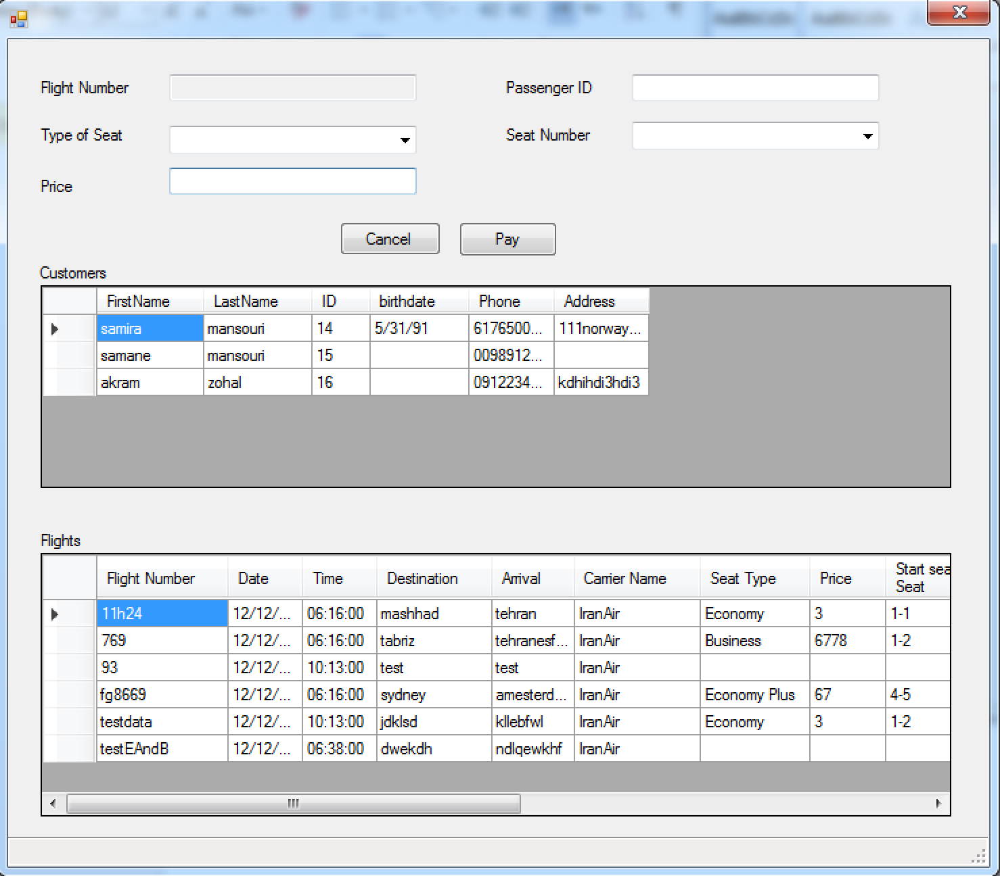 Flight Number Passenger ID
Type of Seat Seat Number
Price
Cancel Pay
Customers
FirstName LastName ID birthdate Phone Address
samira mansouri 14 5/31/91 6176500... 111norway...
samane mansouri 15 0098912...
akram zohal 16 0912234... kdhihdi3hdi3
Flights
Flight Number Date Time Destination Arrival Carrier Name Seat Type Price Start sea
Seat
11h24 12/12/... 06:16:00 mashhad tehran IranAir Economy 3 1-1
769 12/12/... 06:16:00 tabriz tehranesf... IranAir Business 6778 1-2
93 12/12/... 10:13:00 test test IranAir
fg8669 12/12/... 06:16:00 sydney amesterd... IranAir Economy Plus 67 4-5
testdata 12/12/... 10:13:00 jdklsd kllebfwl IranAir Economy 3 1-2
testEAndB 12/12/... 06:38:00 dwekdh ndlqewkhf IranAir